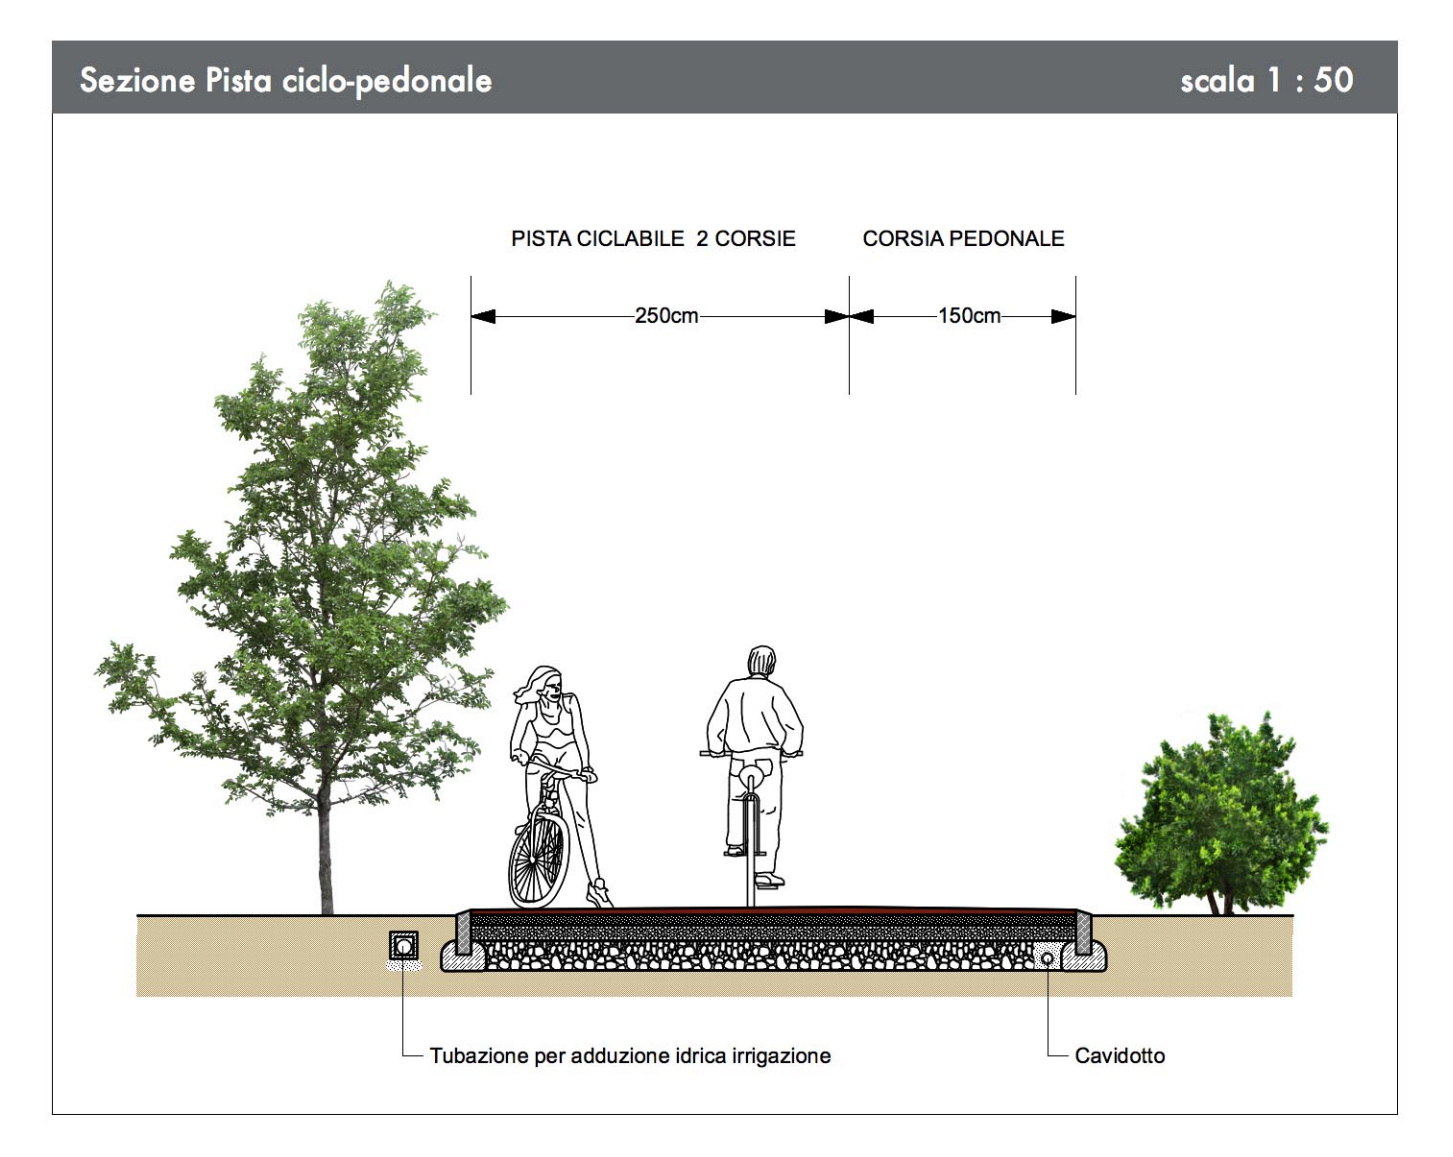 Sezione Pista ciclo-pedonale
scala 1 : 50
PISTA CICLABILE 2 CORSIE
CORSIA PEDONALE
250cm
150cm
Tubazione per adduzione idrica irrigazione
Cavidotto